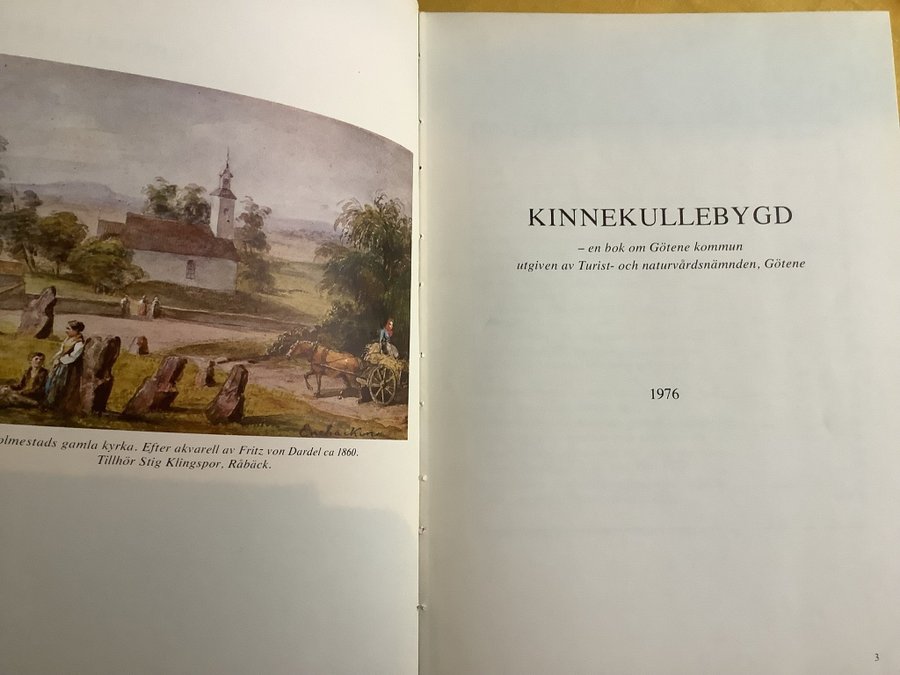 olmestads gamla kyrka. Efter akvarell av Fritz von Dardel ca 1860.
Tillhör Stig Klingspor, Råbäck.
KINNEKULLEBYGD
– en bok om Götene kommun
utgiven av Turist- och naturvårdsnämnden, Götene
1976
3